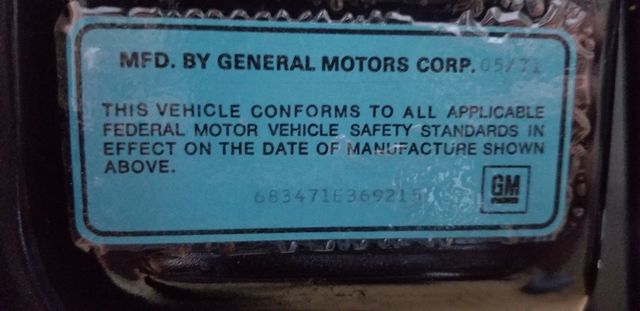 MFD. BY GENERAL MOTORS CORP. 05/71
THIS VEHICLE CONFORMS TO ALL APPLICABLE
FEDERAL MOTOR VEHICLE SAFETY STANDARDS IN
EFFECT ON THE DATE OF MANUFACTURE SHOWN
ABOVE.
683471E369215
GM